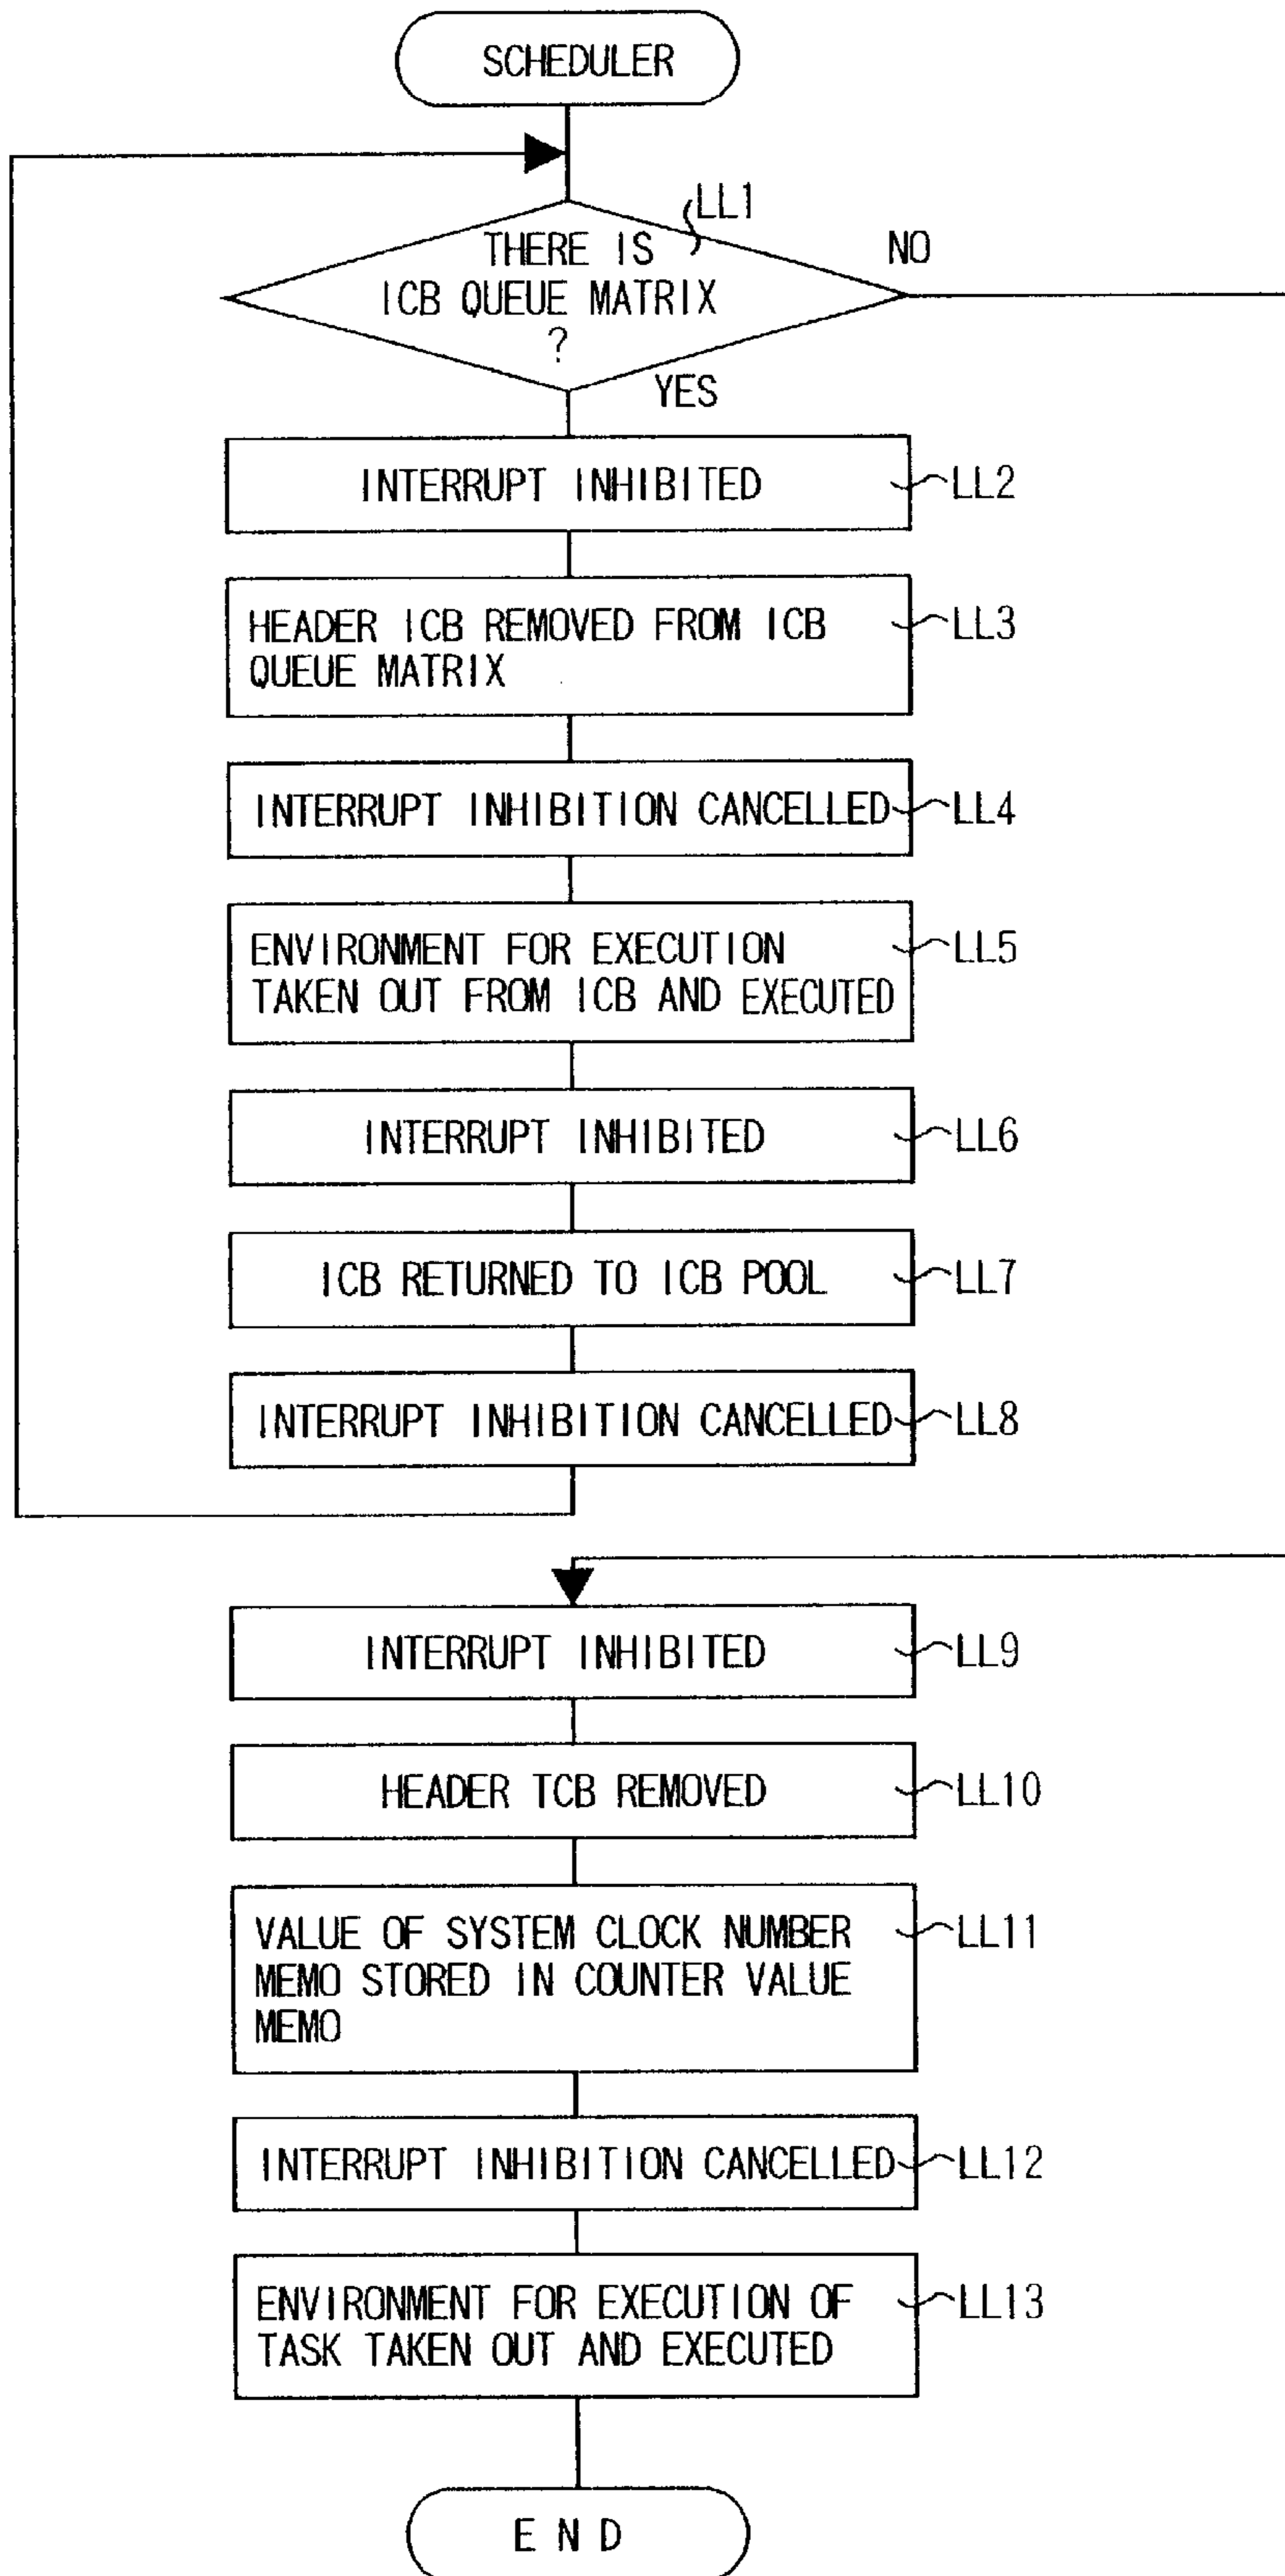 SCHEDULER
LL1
THERE IS
ICB QUEUE MATRIX
?
NO
YES
INTERRUPT INHIBITED
LL2
HEADER ICB REMOVED FROM ICB
QUEUE MATRIX
LL3
INTERRUPT INHIBITION CANCELLED
LL4
ENVIRONMENT FOR EXECUTION
TAKEN OUT FROM ICB AND EXECUTED
LL5
INTERRUPT INHIBITED
LL6
ICB RETURNED TO ICB POOL
LL7
INTERRUPT INHIBITION CANCELLED
LL8
INTERRUPT INHIBITED
LL9
HEADER TCB REMOVED
LL10
VALUE OF SYSTEM CLOCK NUMBER
MEMO STORED IN COUNTER VALUE
MEMO
LL11
INTERRUPT INHIBITION CANCELLED
LL12
ENVIRONMENT FOR EXECUTION OF
TASK TAKEN OUT AND EXECUTED
LL13
END